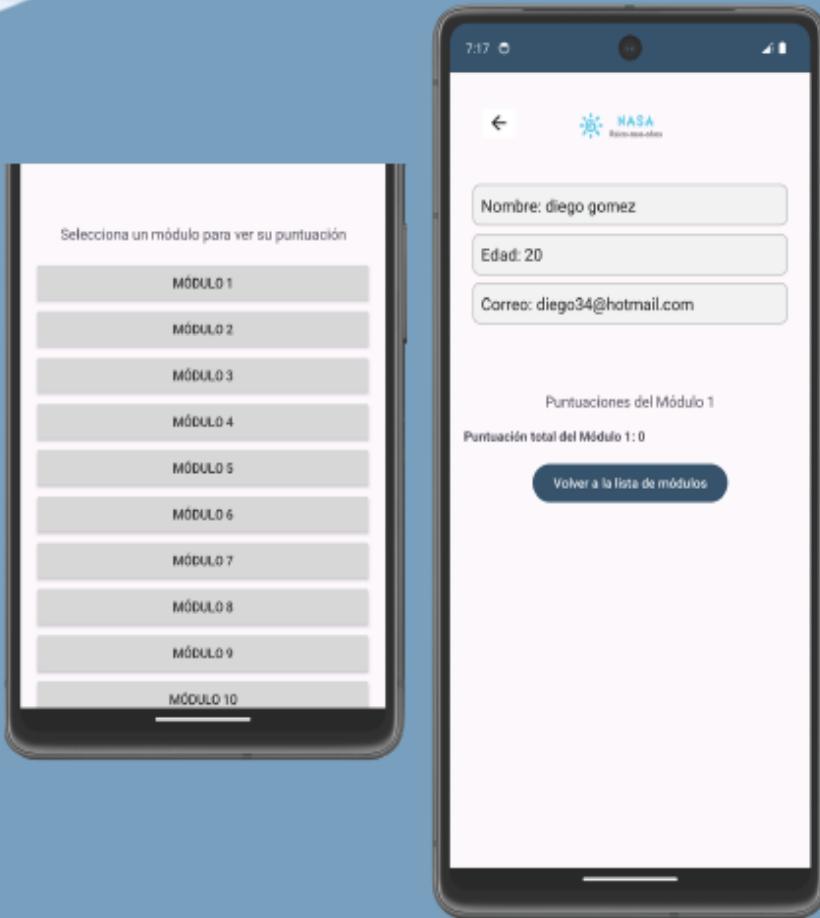 Selecciona un módulo para ver su puntuación
MÓDULO 1
MÓDULO 2
MÓDULO 3
MÓDULO 4
MÓDULO 5
MÓDULO 6
MÓDULO 7
MÓDULO 8
MÓDULO 9
MÓDULO 10
7:17
NASA
Nombre: diego gomez
Edad: 20
Correo: diego34@hotmail.com
Puntuaciones del Módulo 1
Puntuación total del Módulo 1: 0
Volver a la lista de módulos